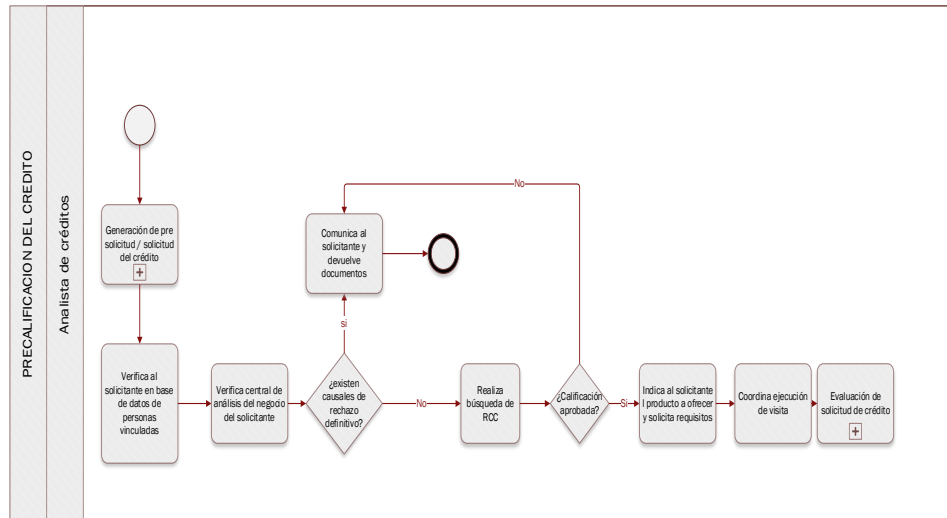 PRECALIFICACION DEL CREDITO
Analista de créditos
Generación de pre
solicitud / solicitud
del crédito
Verifica al
solicitante en base
de datos de
personas
vinculadas
Verifica central de
análisis del negodo
del solicitante
¿existen
causales de
rechazo
definitivo?
si
Comunica al
solicitante y
devuelve
documentos
No
No
Realiza
búsqueda de
RCC
¿Calificación
aprobada?
Si
Indica al solicitante
l producto a ofrecer
y solicita requisitos
Coordina ejecución
de visita
Evaluación de
solicitud de crédito